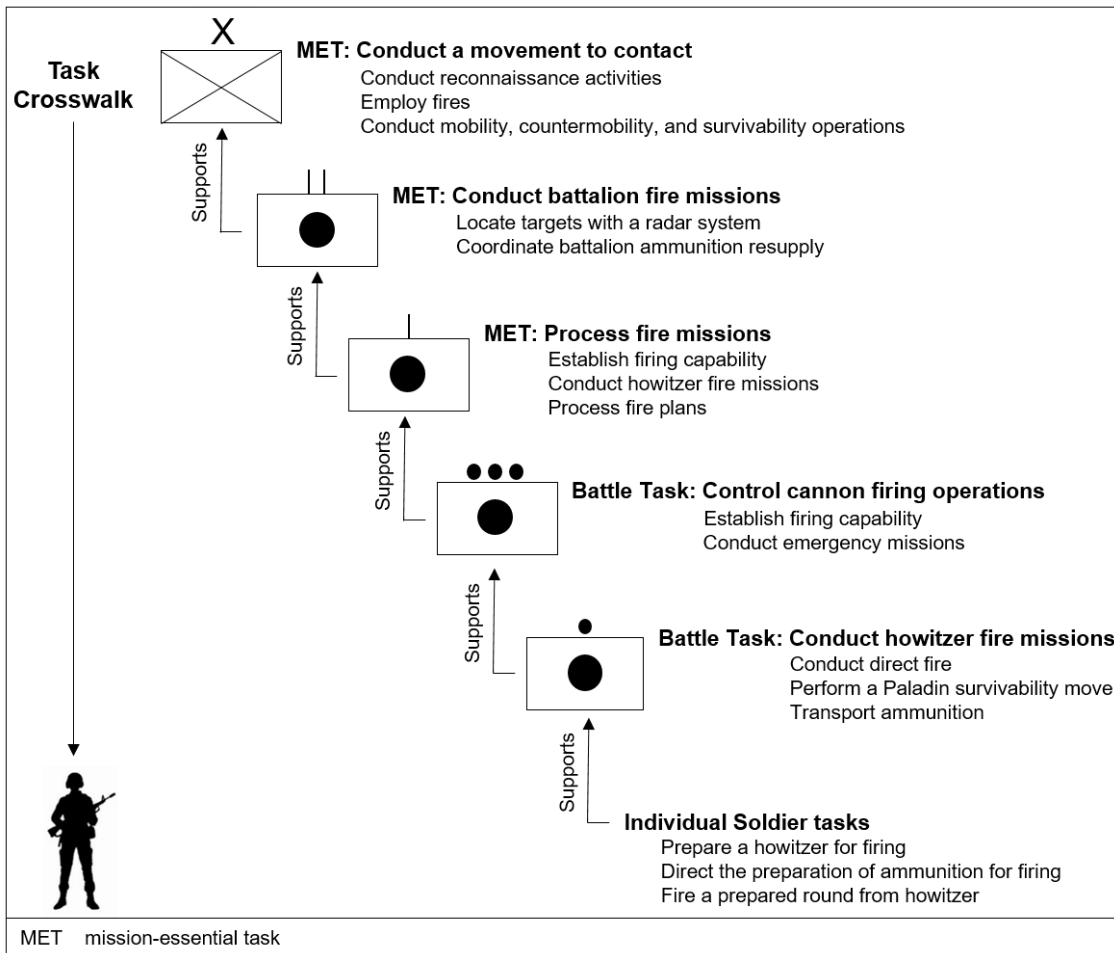 X
Task
Crosswalk
MET: Conduct a movement to contact
Conduct reconnaissance activities
Employ fires
Conduct mobility, countermobility, and survivability operations
Supports
MET: Conduct battalion fire missions
Locate targets with a radar system
Coordinate battalion ammunition resupply
Supports
MET: Process fire missions
Establish firing capability
Conduct howitzer fire missions
Process fire plans
Supports
Battle Task: Control cannon firing operations
Establish firing capability
Conduct emergency missions
Supports
Battle Task: Conduct howitzer fire missions
Conduct direct fire
Perform a Paladin survivability move
Transport ammunition
Supports
Individual Soldier tasks
Prepare a howitzer for firing
Direct the preparation of ammunition for firing
Fire a prepared round from howitzer
MET mission-essential task